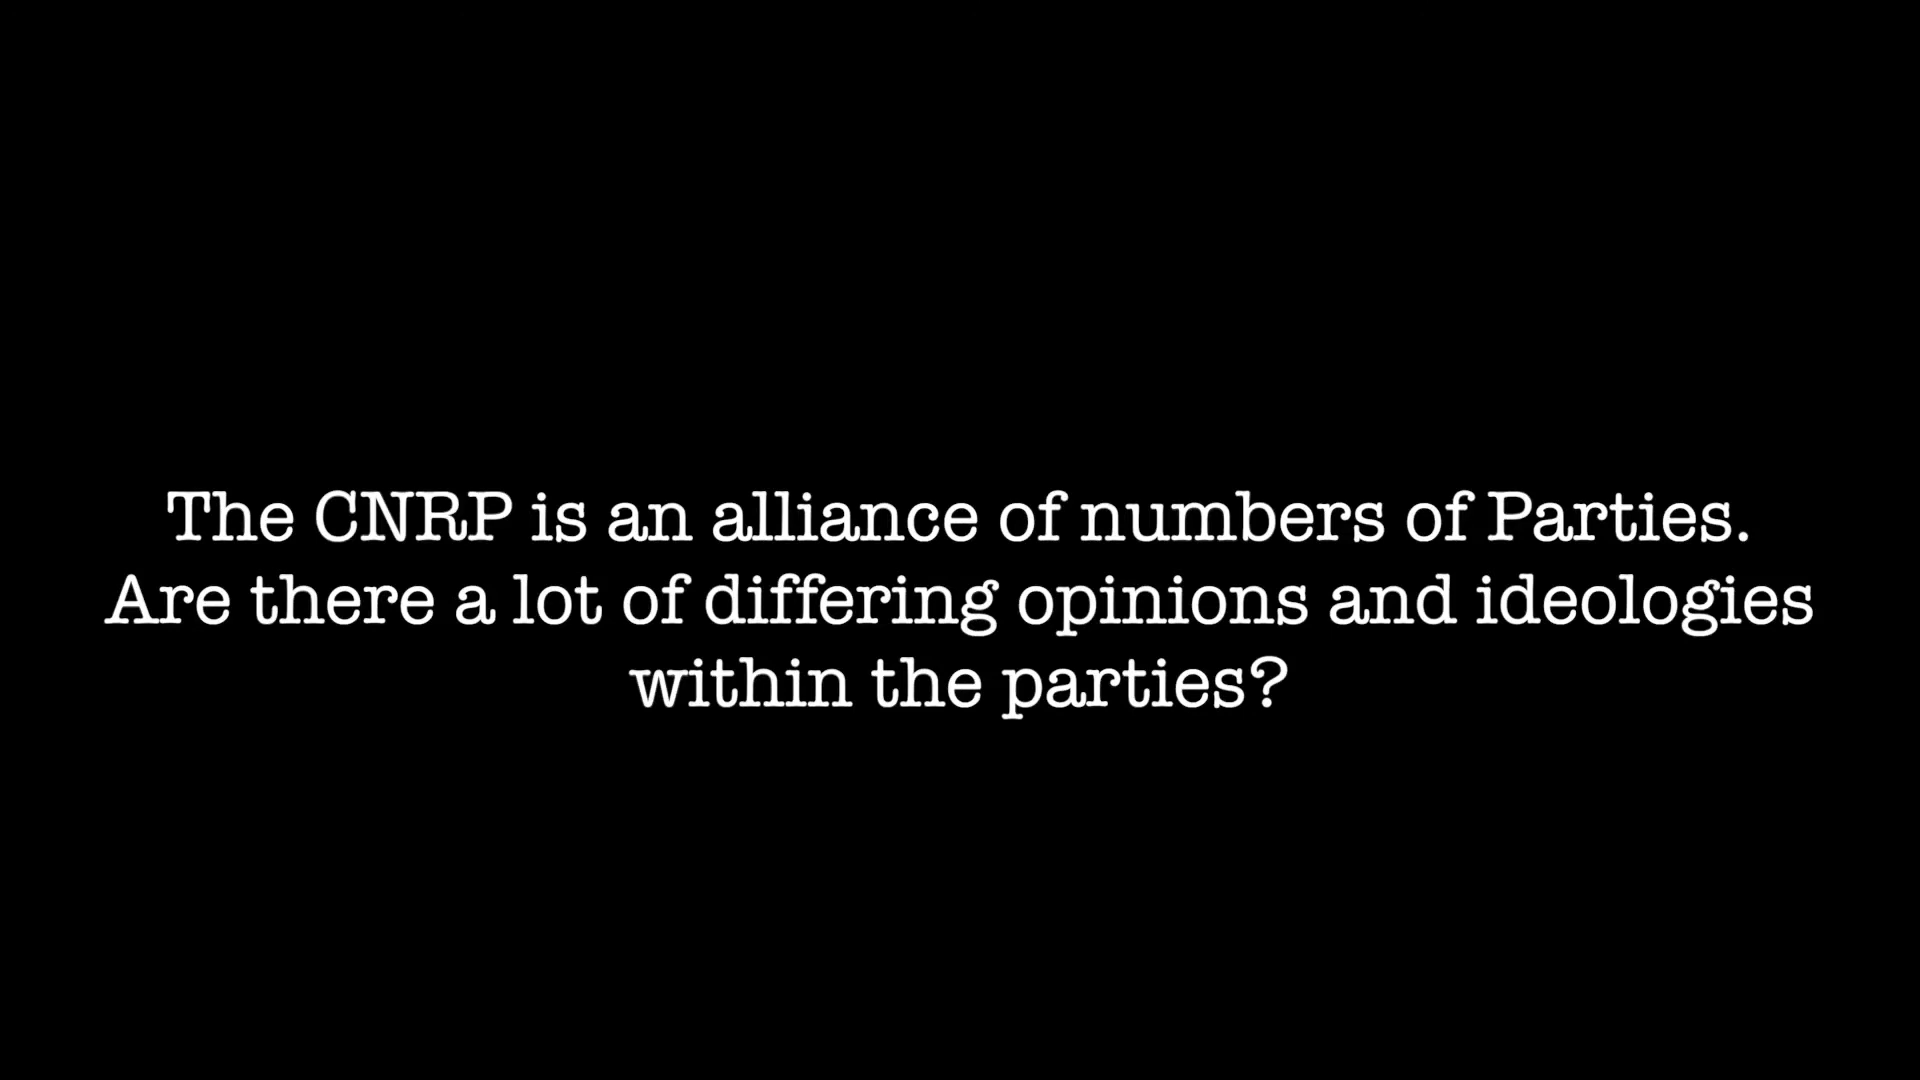 The CNRP is an alliance of numbers of Parties.
Are there a lot of differing opinions and ideologies
within the parties?